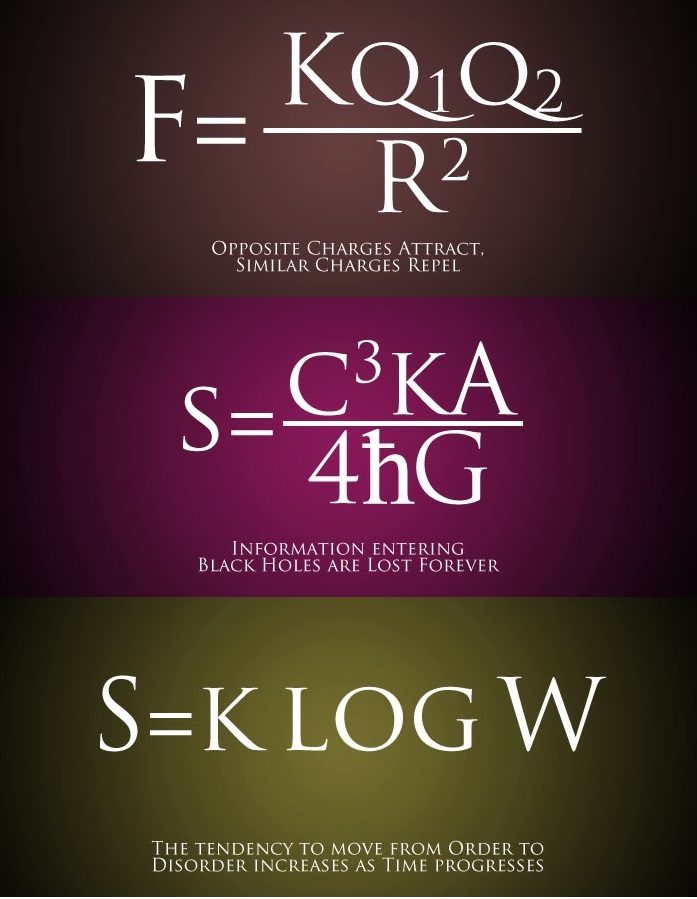 F= KQ₁Q₂
R²
OPPOSITE CHARGES ATTRACT,
SIMILAR CHARGES REPEL
S= C³KA
4ħG
INFORMATION ENTERING
BLACK HOLES ARE LOST FOREVER
S=K LOG W
THE TENDENCY TO MOVE FROM ORDER TO
DISORDER INCREASES AS TIME PROGRESSES